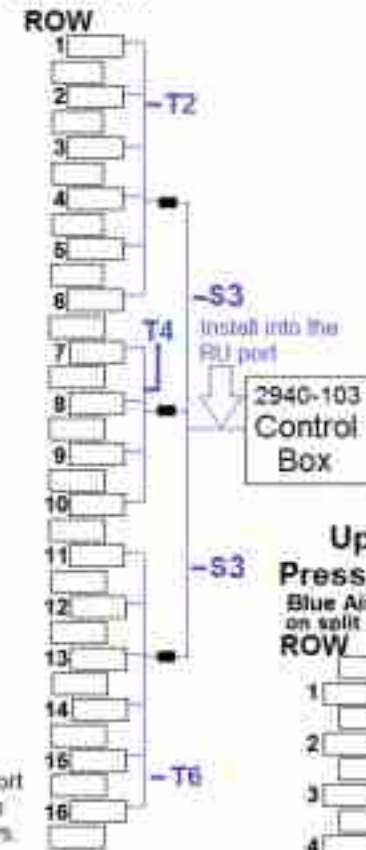 ROW
1
2
-T2
3
4
5
6
-S3
Install into the
RU port
T4
7
8
2940-103
Control
Box
9
10
11
12
13
14
15
16
-S3
-T6
Up
Press
Blue Ai
on split
ROW
1
2
3
4
ort
s.